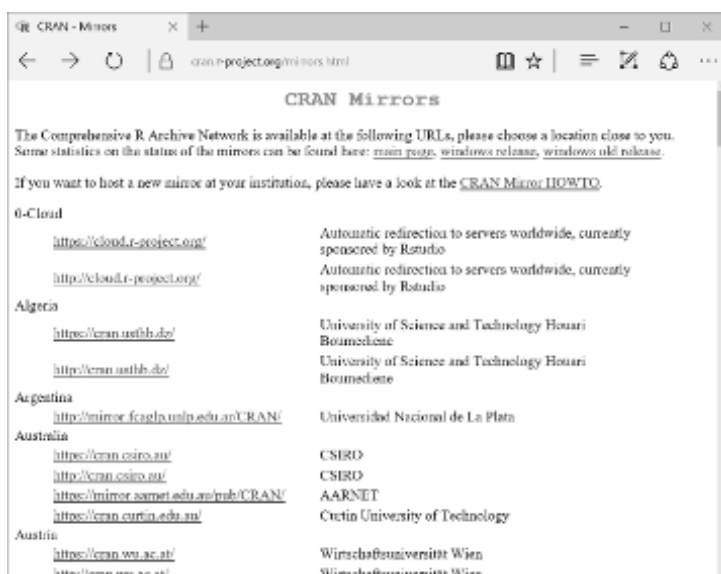 CRAN - Mirrors
cran.r-project.org/mirrors.html
CRAN Mirrors
The Comprehensive R Archive Network is available at the following URLs, please choose a location close to you.
Some statistics on the status of the mirrors can be found here: main page, windows release, windows old release.
If you want to host a new mirror at your institution, please have a look at the CRAN Mirror HOWTO.
0-Cloud
https://cloud.r-project.org/ Automatic redirection to servers worldwide, currently
sponsored by Rstudio
http://cloud.r-project.org/ Automatic redirection to servers worldwide, currently
sponsored by Rstudio
Algeria
https://cran.usthb.dz/ University of Science and Technology Houari
Boumediene
http://cran.usthb.dz/ University of Science and Technology Houari
Boumediene
Argentina
http://mirror.fcaglp.unlp.edu.ar/CRAN/ Universidad Nacional de La Plata
Australia
https://cran.csiro.au/ CSIRO
http://cran.csiro.au/ CSIRO
https://mirror.aarnet.edu.au/pub/CRAN/ AARNET
https://cran.curtin.edu.au/ Curtin University of Technology
Austria
https://cran.wu.ac.at/ Wirtschaftsuniversität Wien
http://cran.wu.ac.at/ Wirtschaftsuniversität Wien